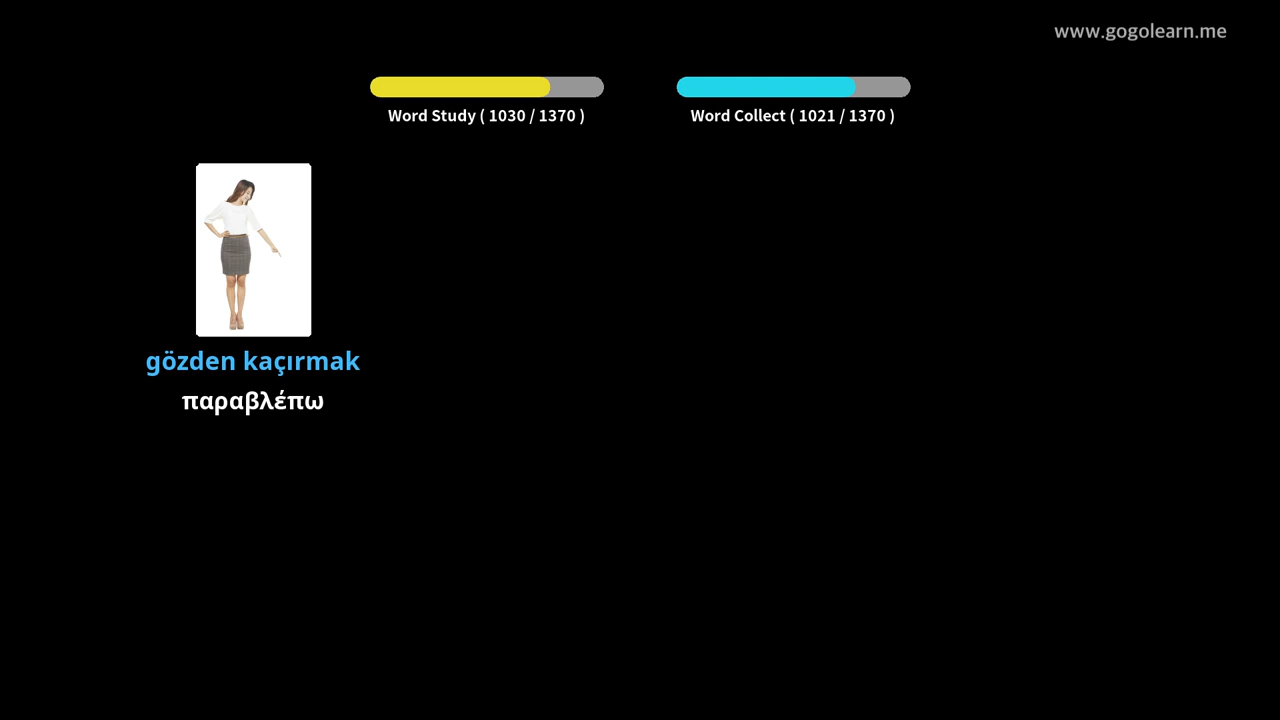 www.gogolearn.me
Word Study ( 1030 / 1370 )
Word Collect ( 1021 / 1370 )
gözden kaçırmak
παραβλέπω